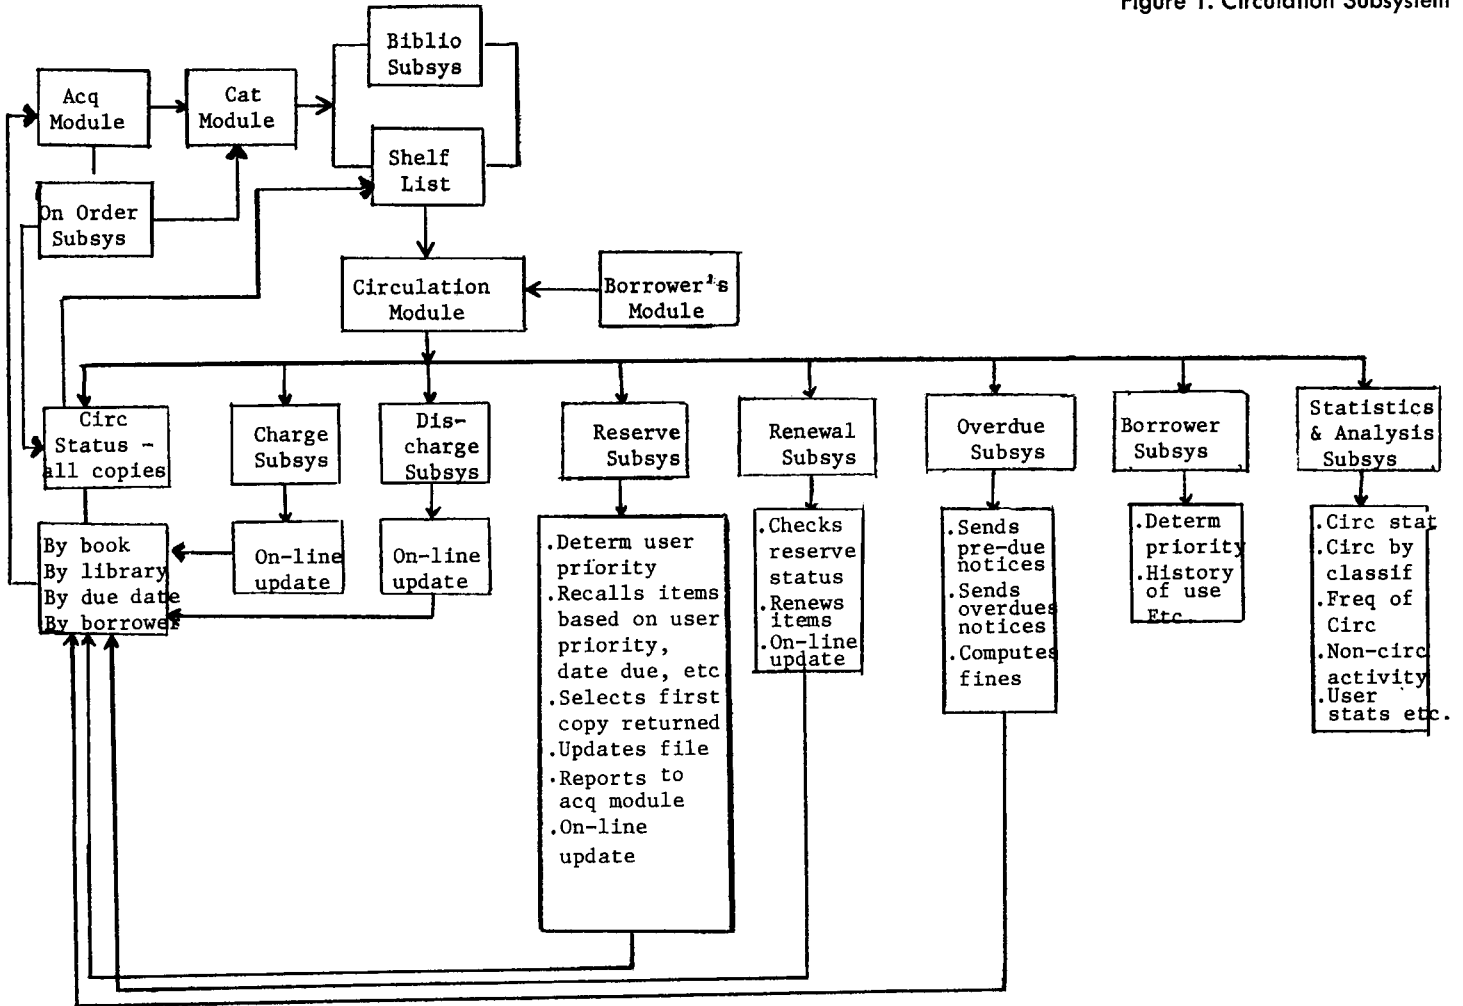 Figure 1. Circulation Subsystem
Biblio
Subsys
Acq
Module
Cat
Module
Shelf
List
On Order
Subsys
Circulation
Module
Borrower's
Module
Circ
Status -
all copies
Charge
Subsys
Dis-
charge
Subsys
Reserve
Subsys
Renewal
Subsys
Overdue
Subsys
Borrower
Subsys
Statistics
& Analysis
Subsys
By book
By library
By due date
By borrower
On-line
update
On-line
update
.Determ user
priority
.Recalls items
based on user
priority,
date due, etc
.Selects first
copy returned
.Updates file
.Reports to
acq module
.On-line
update
.Checks
reserve
status
.Renews
items
.On-line
update
.Sends
pre-due
notices
.Sends
overdues
notices
.Computes
fines
.Determ
priority
.History
of use
Etc.
.Circ stat
.Circ by
classif
.Freq of
Circ
.Non-circ
activity
.User
stats etc.